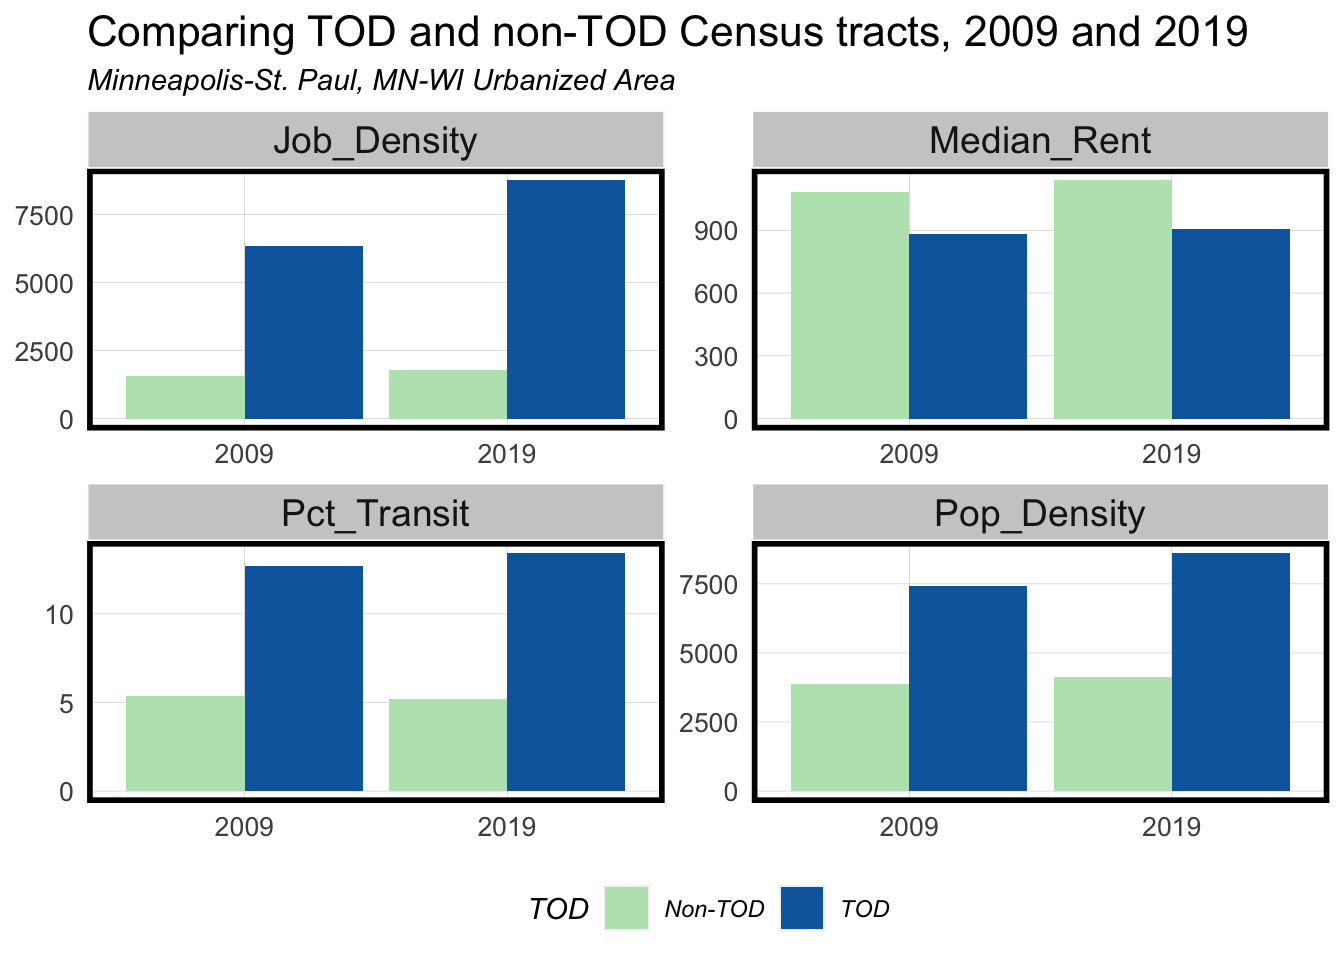 Comparing TOD and non-TOD Census tracts, 2009 and 2019
Minneapolis-St. Paul, MN-WI Urbanized Area
Job_Density
7500
5000
2500
0
2009 2019
Median_Rent
900
600
300
0
2009 2019
Pct_Transit
10
5
0
2009 2019
Pop_Density
7500
5000
2500
0
2009 2019
TOD Non-TOD TOD